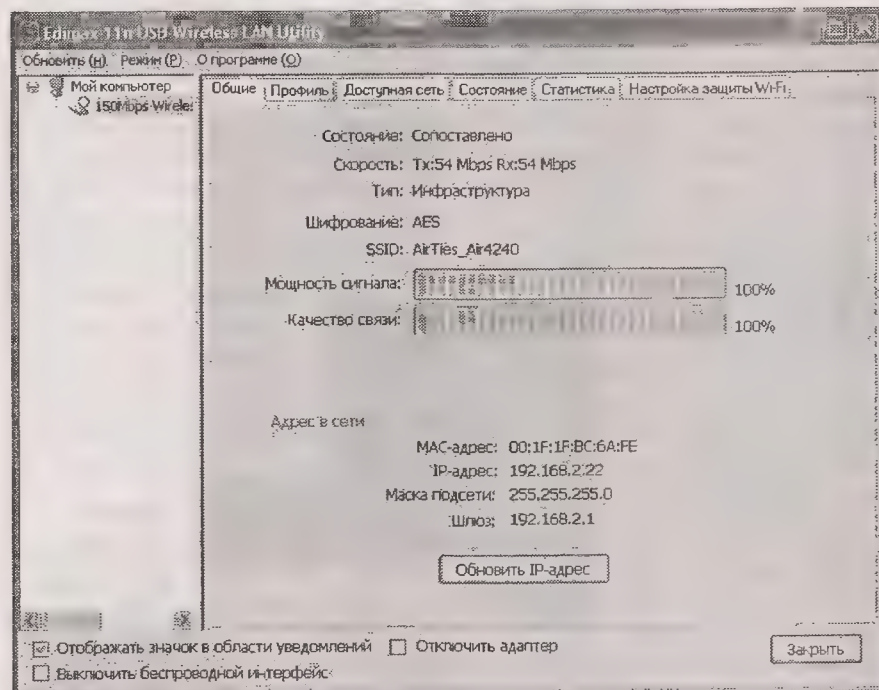 Edimax 11n USB Wireless LAN Utility
Обновить (H) Режим (P) О программе (O)
Мой компьютер
150Mbps Wireles
Общие Профиль Доступная сеть Состояние Статистика Настройка защиты Wi-Fi
Состояние: Сопоставлено
Скорость: Tx:54 Mbps Rx:54 Mbps
Тип: Инфраструктура
Шифрование: AES
SSID: AirTies_Air4240
Мощность сигнала: 100%
Качество связи: 100%
Адрес в сети
MAC-адрес: 00:1F:1F:BC:6A:FE
IP-адрес: 192.168.2.22
Маска подсети: 255.255.255.0
Шлюз: 192.168.2.1
Обновить IP-адрес
Отображать значок в области уведомлений Отключить адаптер
Закрыть
Выключить беспроводной интерфейс